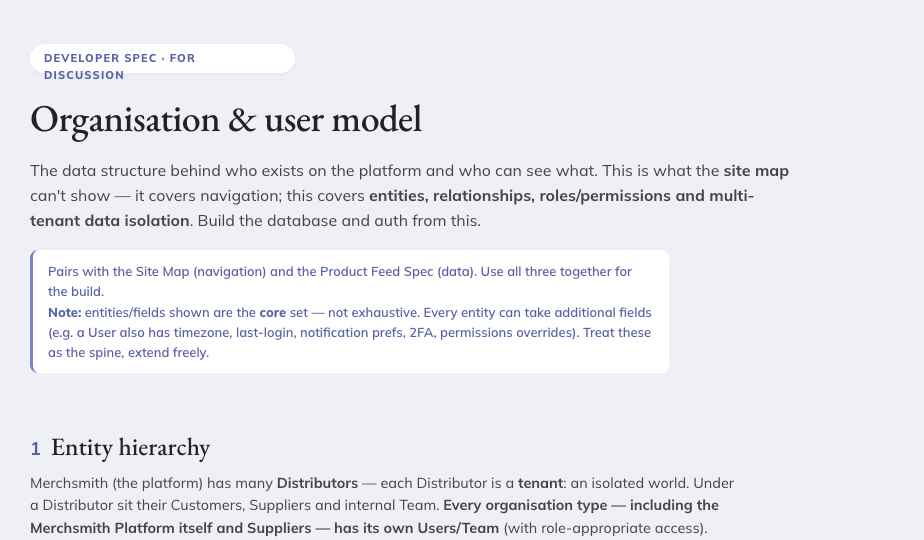 DEVELOPER SPEC · FOR
DISCUSSION
Organisation & user model
The data structure behind who exists on the platform and who can see what. This is what the site map
can't show — it covers navigation; this covers entities, relationships, roles/permissions and multi-
tenant data isolation. Build the database and auth from this.
Pairs with the Site Map (navigation) and the Product Feed Spec (data). Use all three together for
the build.
Note: entities/fields shown are the core set — not exhaustive. Every entity can take additional fields
(e.g. a User also has timezone, last-login, notification prefs, 2FA, permissions overrides). Treat these
as the spine, extend freely.
1 Entity hierarchy
Merchsmith (the platform) has many Distributors — each Distributor is a tenant: an isolated world. Under
a Distributor sit their Customers, Suppliers and internal Team. Every organisation type — including the
Merchsmith Platform itself and Suppliers — has its own Users/Team (with role-appropriate access).